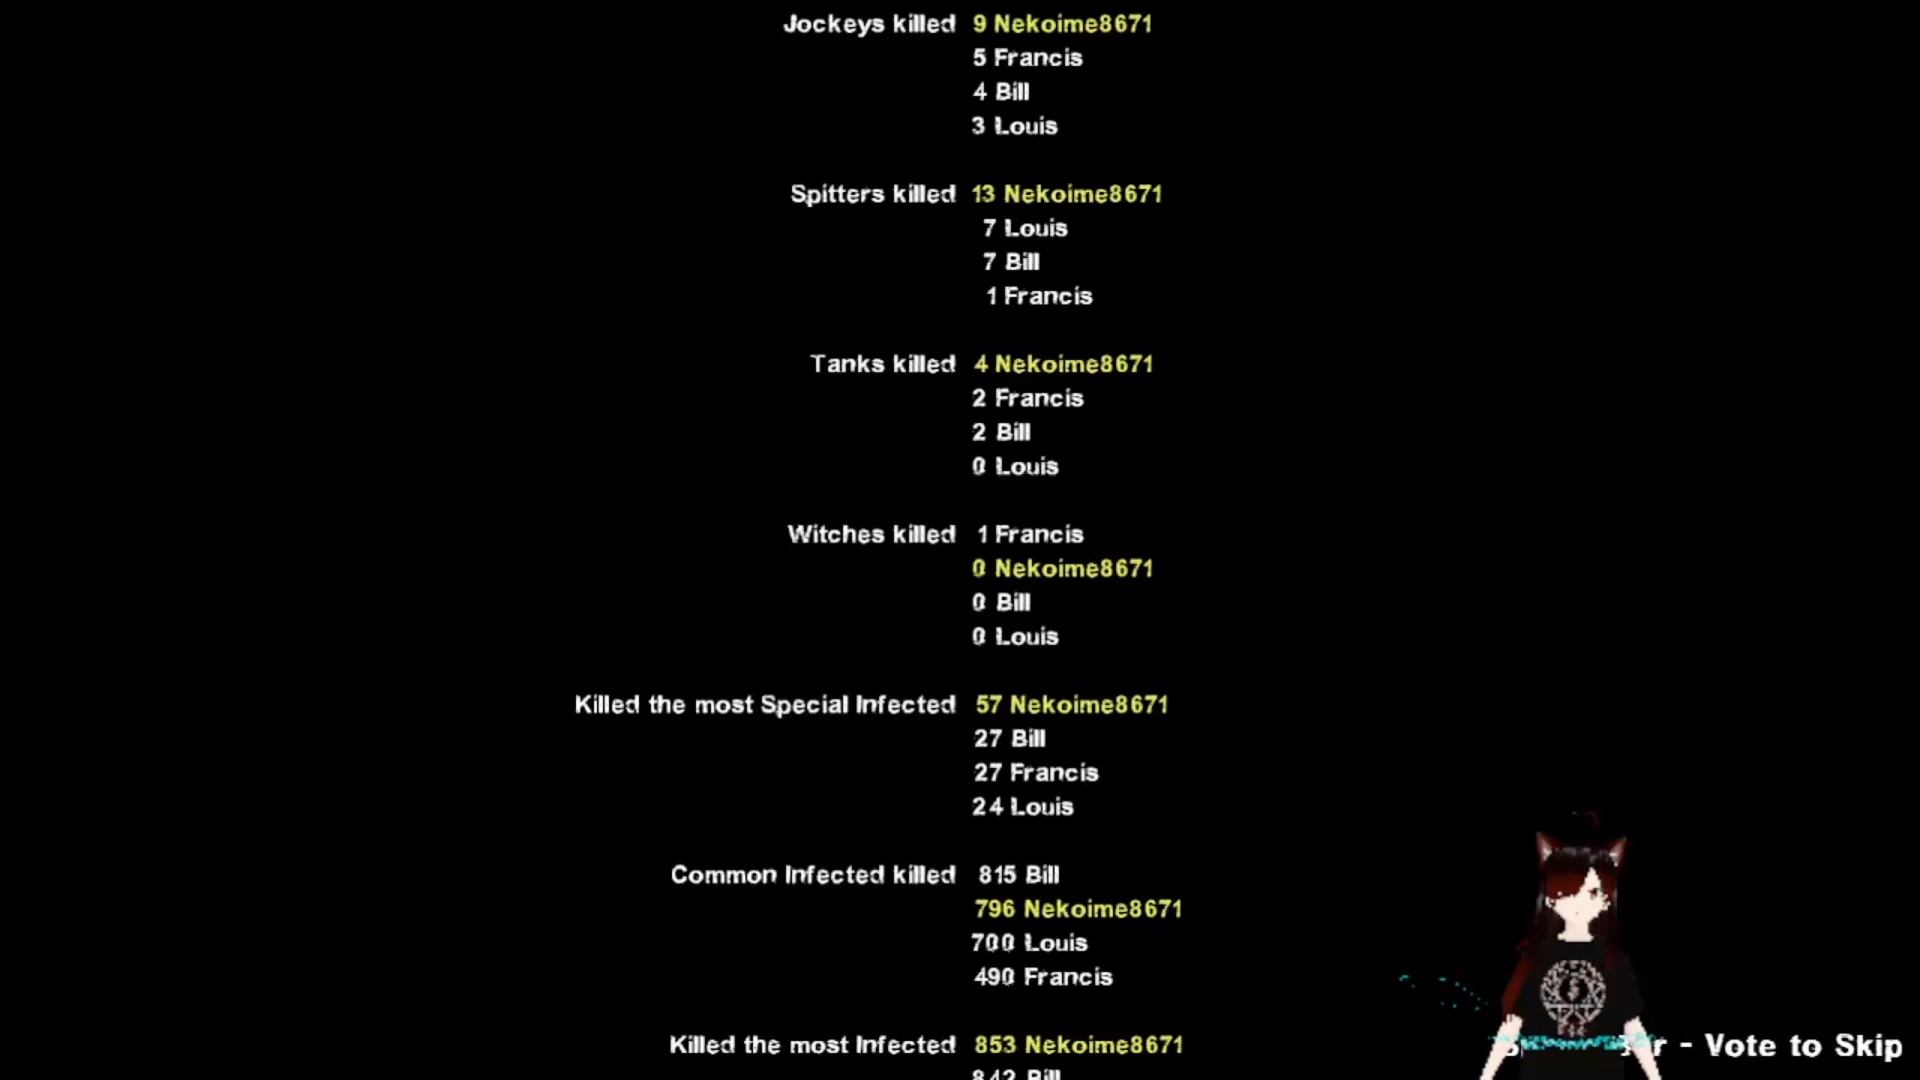 Jockeys killed 9 Nekoime8671
5 Francis
4 Bill
3 Louis
Spitters killed 13 Nekoime8671
7 Louis
7 Bill
1 Francis
Tanks killed 4 Nekoime8671
2 Francis
2 Bill
0 Louis
Witches killed 1 Francis
0 Nekoime8671
0 Bill
0 Louis
Killed the most Special Infected 57 Nekoime8671
27 Bill
27 Francis
24 Louis
Common Infected killed 815 Bill
796 Nekoime8671
700 Louis
490 Francis
Killed the most Infected 853 Nekoime8671
842 Bill
- Vote to Skip